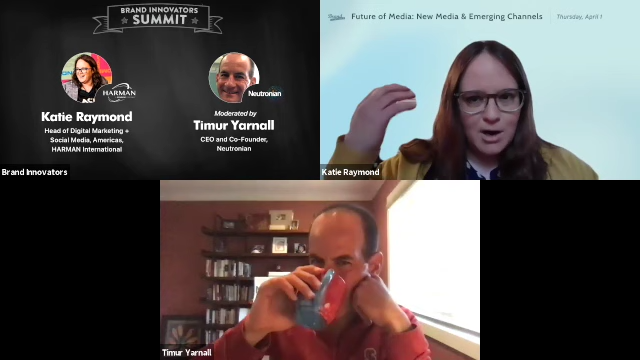 BRAND INNOVATORS
SUMMIT
HARMAN
Katie Raymond
Head of Digital Marketing +
Social Media, Americas,
HARMAN International
Neutronian
Moderated by
Timur Yarnall
CEO and Co-Founder,
Neutronian
Brand Innovators
Future of Media: New Media & Emerging Channels
Thursday, April 1
Katie Raymond
Timur Yarnall